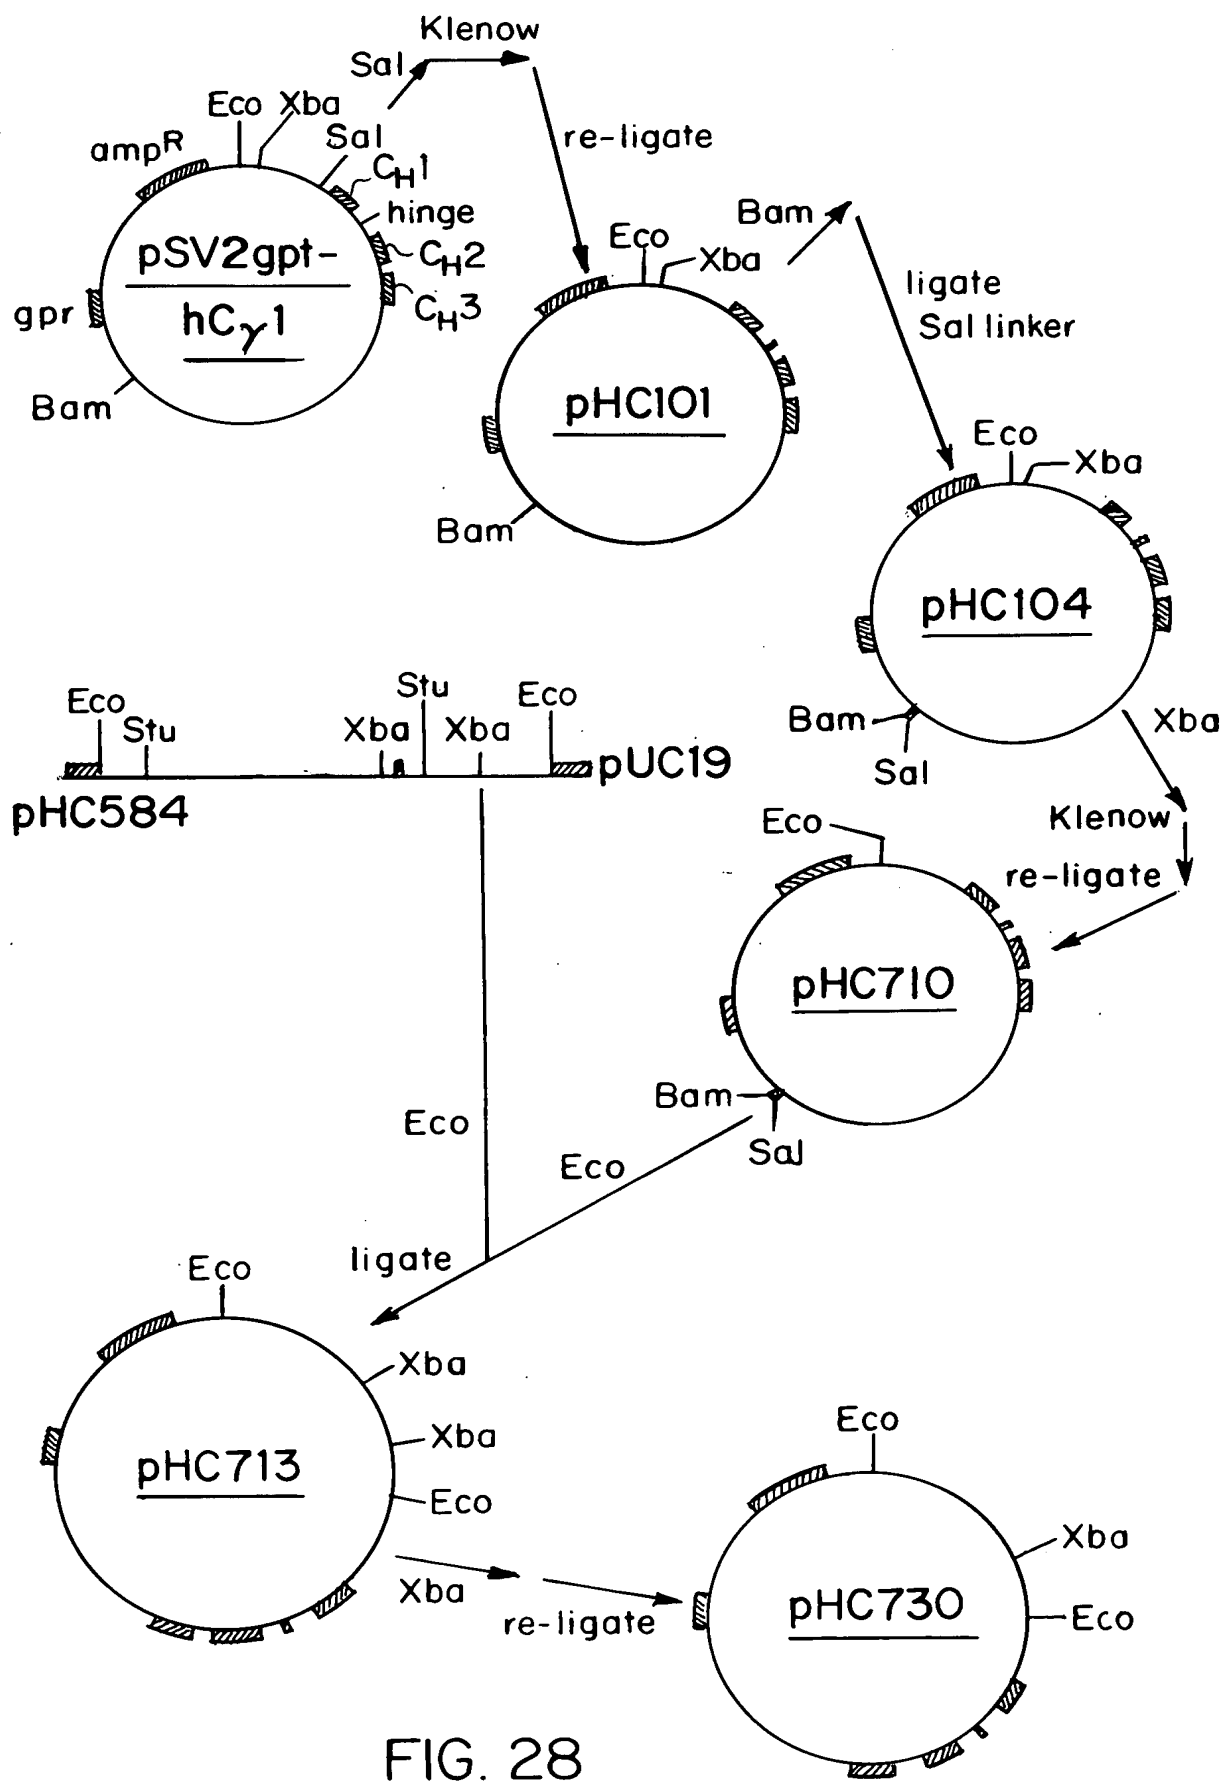 Klenow
Sal
Eco
Xba
Sal
ampR
CH1
hinge
CH2
CH3
pSV2gpt-
hCγ1
gpr
Bam
re-ligate
Eco
Xba
Bam
pHC101
Bam
ligate
Sal linker
Eco
Xba
pHC104
Bam
Sal
Xba
Klenow
re-ligate
Eco
Stu
Xba
Stu
Xba
Eco
pUC19
pHC584
Eco
pHC710
Bam
Sal
Eco
Eco
ligate
Eco
Xba
Xba
Eco
pHC713
Xba
re-ligate
Eco
Xba
Eco
pHC730
FIG. 28